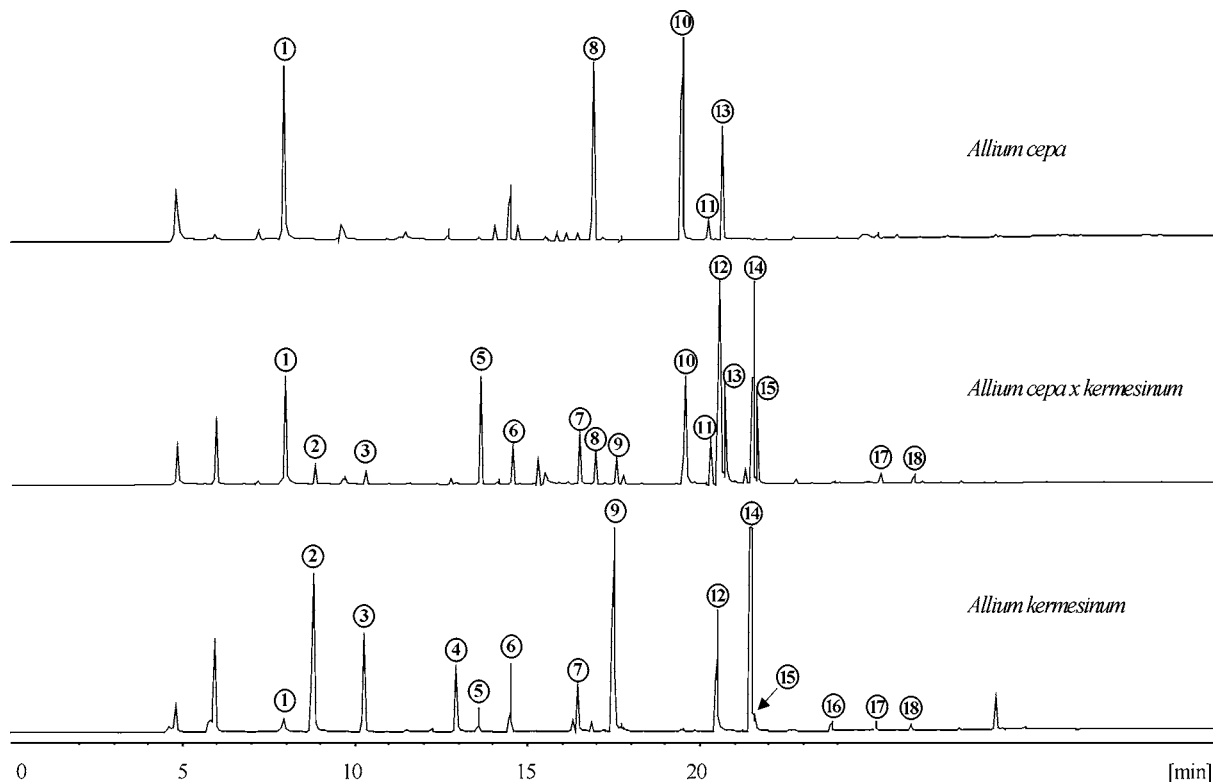 ① ⑧ ⑩
⑪ ⑬
Allium cepa
① ② ③ ⑤ ⑥ ⑦ ⑧ ⑨ ⑩ ⑪ ⑫ ⑬ ⑭ ⑮ ⑰ ⑱
Allium cepa x kermesinum
① ② ③ ④ ⑤ ⑥ ⑦ ⑨ ⑫ ⑭ ⑮ ⑯ ⑰ ⑱
Allium kermesinum
0 5 10 15 20 [min]